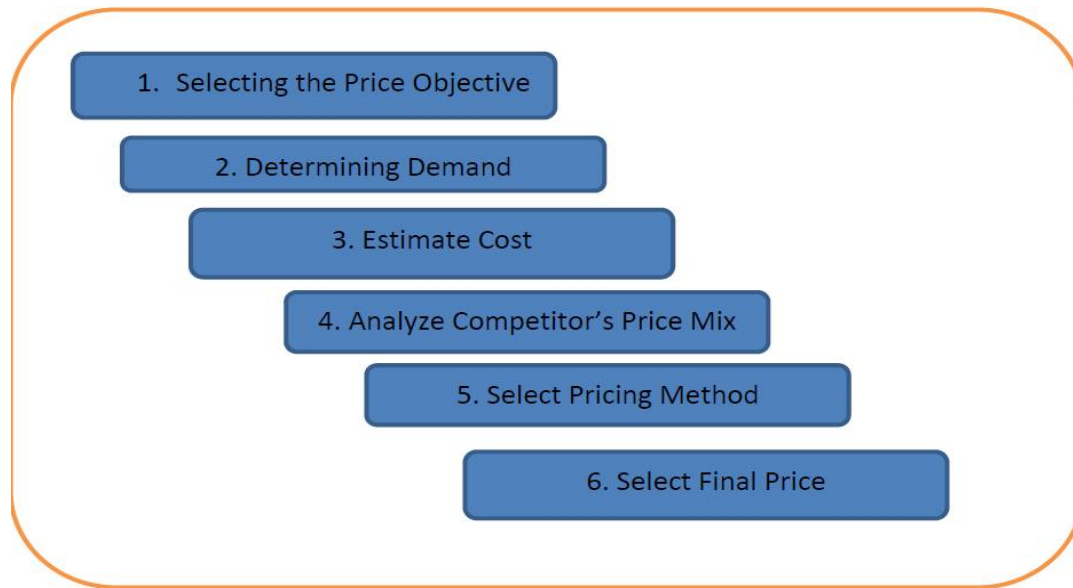 1. Selecting the Price Objective
2. Determining Demand
3. Estimate Cost
4. Analyze Competitor’s Price Mix
5. Select Pricing Method
6. Select Final Price